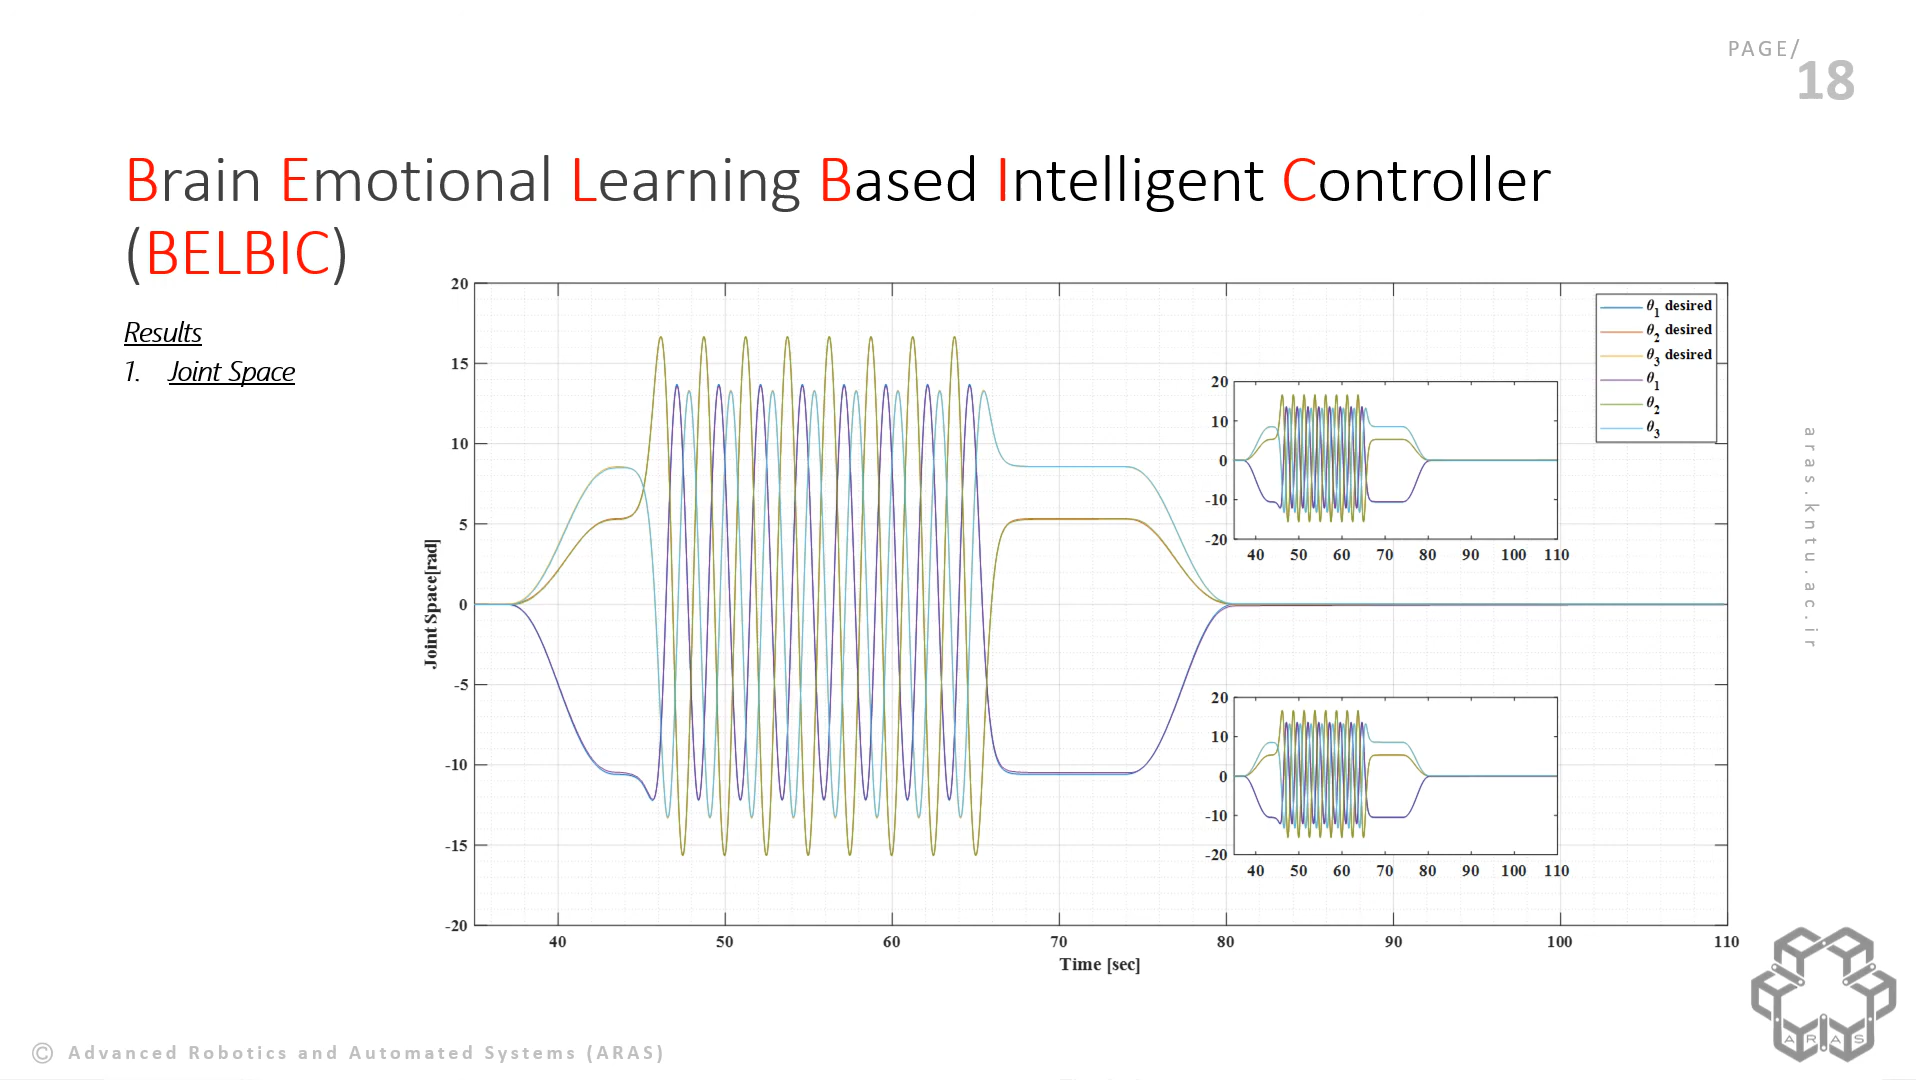 PAGE/
18
Brain Emotional Learning Based Intelligent Controller
(BELBIC)
Results
1. Joint Space
20
15
10
5
0
-5
-10
-15
-20
Joint Space[rad]
40 50 60 70 80 90 100 110
Time [sec]
θ1 desired
θ2 desired
θ3 desired
θ1
θ2
θ3
20
10
0
-10
-20
40 50 60 70 80 90 100 110
20
10
0
-10
-20
40 50 60 70 80 90 100 110
aras.kntu.ac.ir
ARAS
© Advanced Robotics and Automated Systems (ARAS)